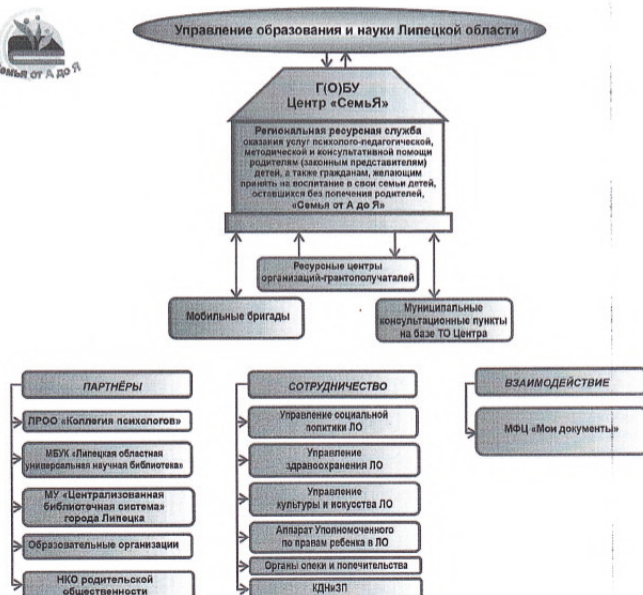 Управление образования и науки Липецкой области
Семья от А до Я
Г(О)БУ
Центр «СемьЯ»
Региональная ресурсная служба
оказания услуг психолого-педагогической,
методической и консультативной помощи
родителям (законным представителям)
детей, а также гражданам, желающим
принять на воспитание в свои семьи детей,
оставшихся без попечения родителей,
«Семья от А до Я»
Ресурсные центры
организаций-грантополучаталей
Мобильные бригады
Муниципальные
консультационные пункты
на базе ТО Центра
ПАРТНЁРЫ
ЛРОО «Коллегия психологов»
МБУК «Липецкая областная
универсальная научная библиотека»
МУ «Централизованная
библиотечная система»
города Липецка
Образовательные организации
НКО родительской
общественности
СОТРУДНИЧЕСТВО
Управление социальной
политики ЛО
Управление
здравоохранения ЛО
Управление
культуры и искусства ЛО
Аппарат Уполномоченного
по правам ребенка в ЛО
Органы опеки и попечительства
КДНиЗП
ВЗАИМОДЕЙСТВИЕ
МФЦ «Мои документы»